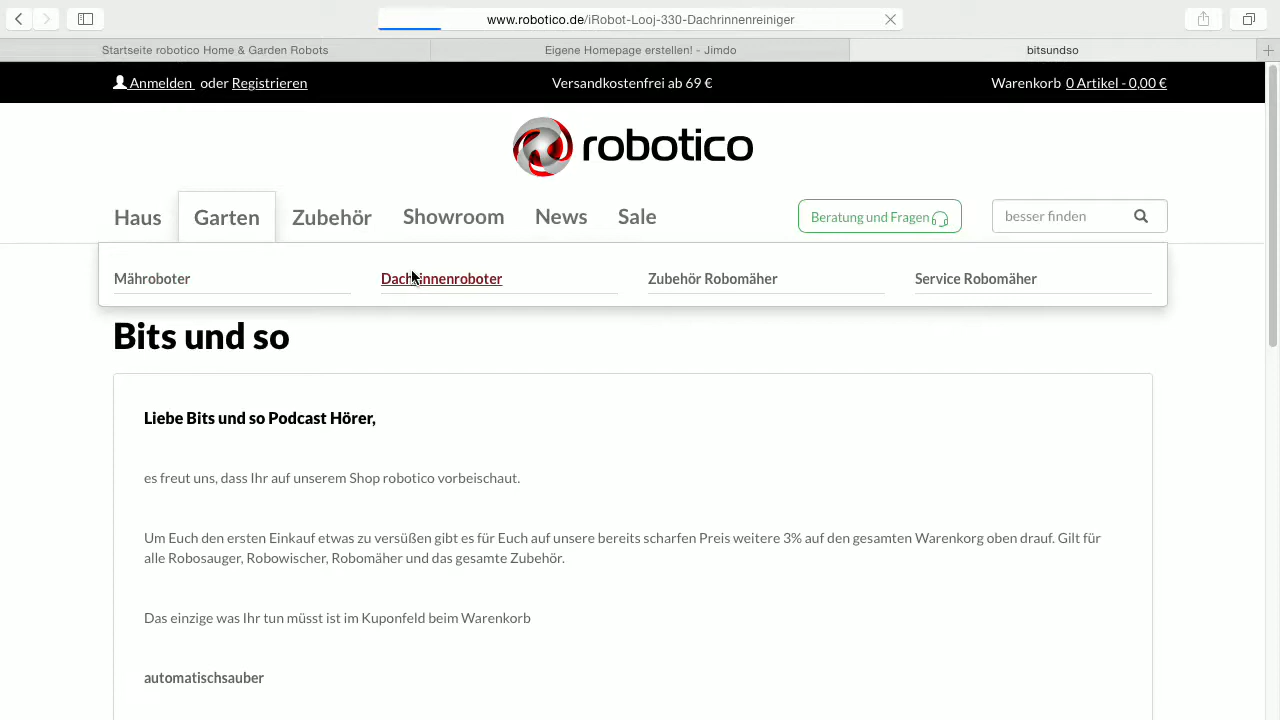 www.robotico.de/iRobot-Looj-330-Dachrinnenreiniger
Startseite robotico Home & Garden Robots
Eigene Homepage erstellen! - Jimdo
bitsundso
Anmelden oder Registrieren
Versandkostenfrei ab 69 €
Warenkorb 0 Artikel - 0,00 €
robotico
Haus
Garten
Zubehör
Showroom
News
Sale
Beratung und Fragen
besser finden
Mähroboter
Dachrinnenroboter
Zubehör Robomäher
Service Robomäher
Bits und so
Liebe Bits und so Podcast Hörer,
es freut uns, dass Ihr auf unserem Shop robotico vorbeischaut.
Um Euch den ersten Einkauf etwas zu versüßen gibt es für Euch auf unsere bereits scharfen Preis weitere 3% auf den gesamten Warenkorg oben drauf. Gilt für
alle Robosauger, Robowischer, Robomäher und das gesamte Zubehör.
Das einzige was Ihr tun müsst ist im Kuponfeld beim Warenkorb
automatischsauber